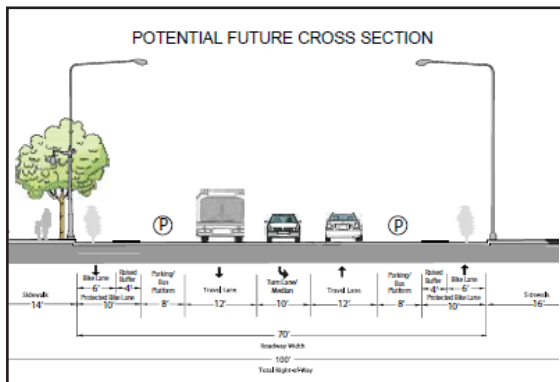 POTENTIAL FUTURE CROSS SECTION
P
P
Sidewalk
14'
Bike Lane
6'
Raised
Buffer
4'
Protected Bike Lane
10'
Parking/
Bus
Platform
8'
Travel Lane
12'
Turn Lane/
Median
10'
Travel Lane
12'
Parking/
Bus
Platform
8'
Raised
Buffer
4'
Bike Lane
6'
Protected Bike Lane
10'
Sidewalk
16'
70'
Roadway Width
100'
Total Right-of-Way